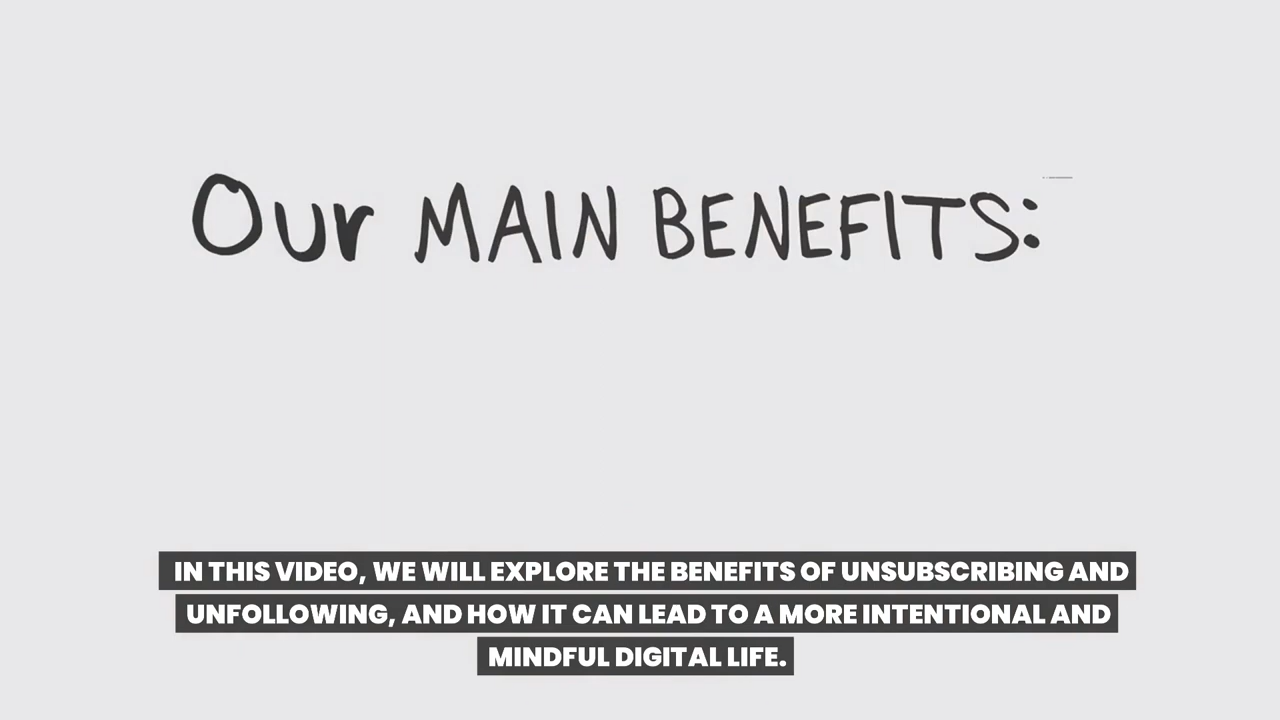 Our MAIN BENEFITS:
IN THIS VIDEO, WE WILL EXPLORE THE BENEFITS OF UNSUBSCRIBING AND
UNFOLLOWING, AND HOW IT CAN LEAD TO A MORE INTENTIONAL AND
MINDFUL DIGITAL LIFE.